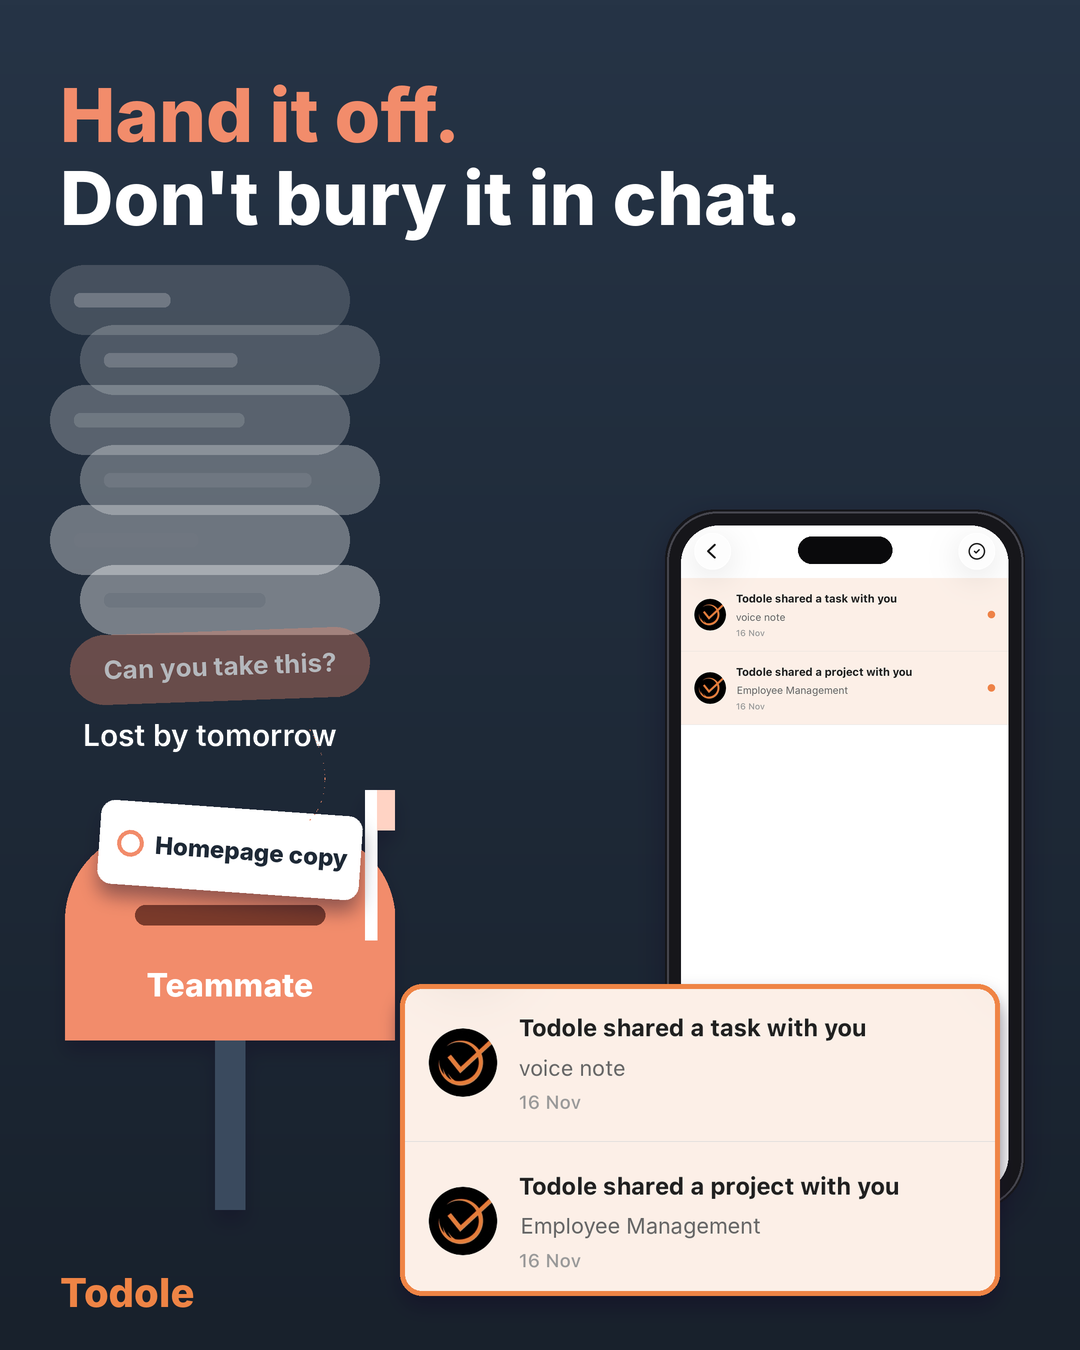 Hand it off.
Don't bury it in chat.
Can you take this?
Lost by tomorrow
Homepage copy
Teammate
Todole shared a task with you
voice note
16 Nov
Todole shared a project with you
Employee Management
16 Nov
Todole shared a task with you
voice note
16 Nov
Todole shared a project with you
Employee Management
16 Nov
Todole